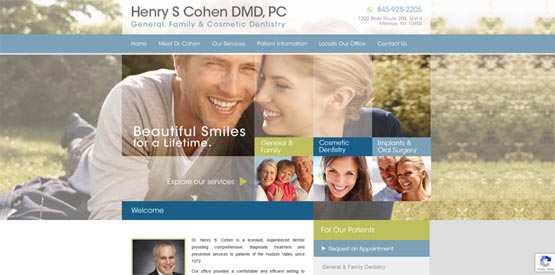 Henry S Cohen DMD, PC
General, Family & Cosmetic Dentistry
845-928-2205
1200 State Route 208, Unit 4
Monroe, NY 10950
Home Meet Dr. Cohen Our Services Patient Information Locate Our Office Contact Us
Beautiful Smiles
for a Lifetime.
Explore our services
General &
Family
Cosmetic
Dentistry
Implants &
Oral Surgery
Welcome
Dr. Henry S Cohen is a licensed, experienced dentist
providing comprehensive diagnostic treatment and
preventive services to patients of the Hudson Valley since
1972.
Our office provides a comfortable and efficient setting to
For Our Patients
Request an Appointment
General & Family Dentistry